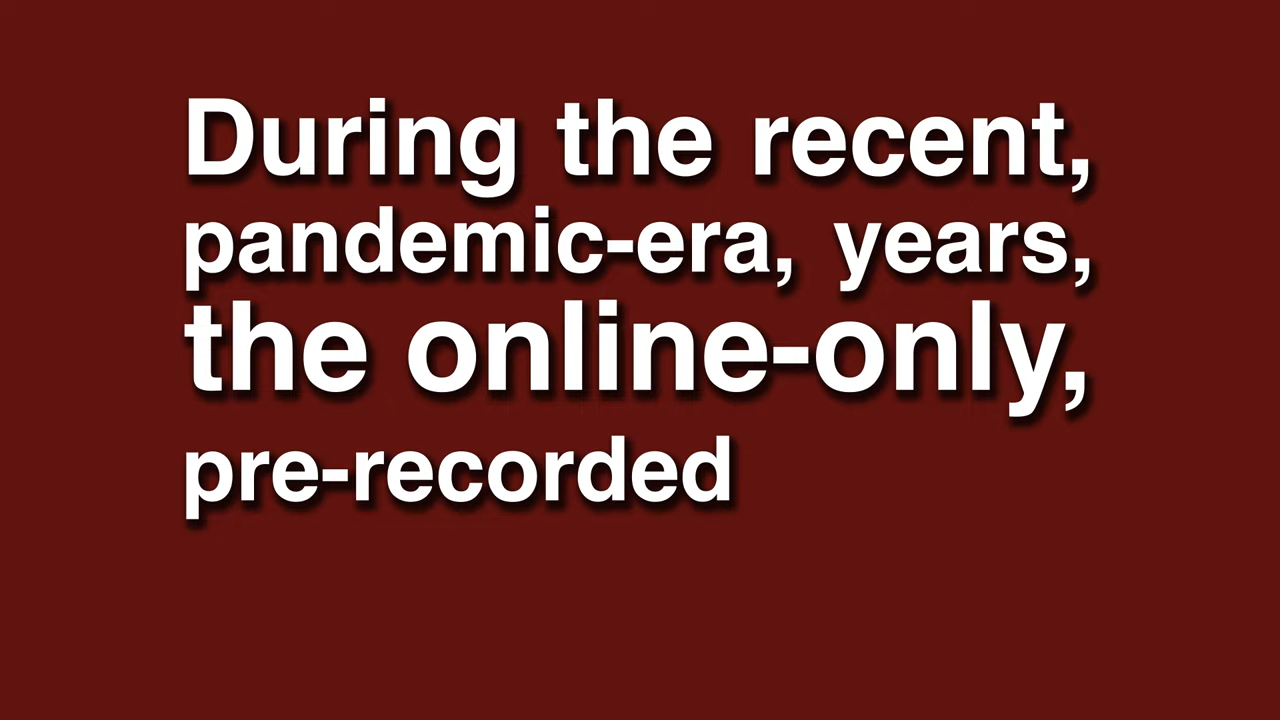 During the recent,
pandemic-era, years,
the online-only,
pre-recorded